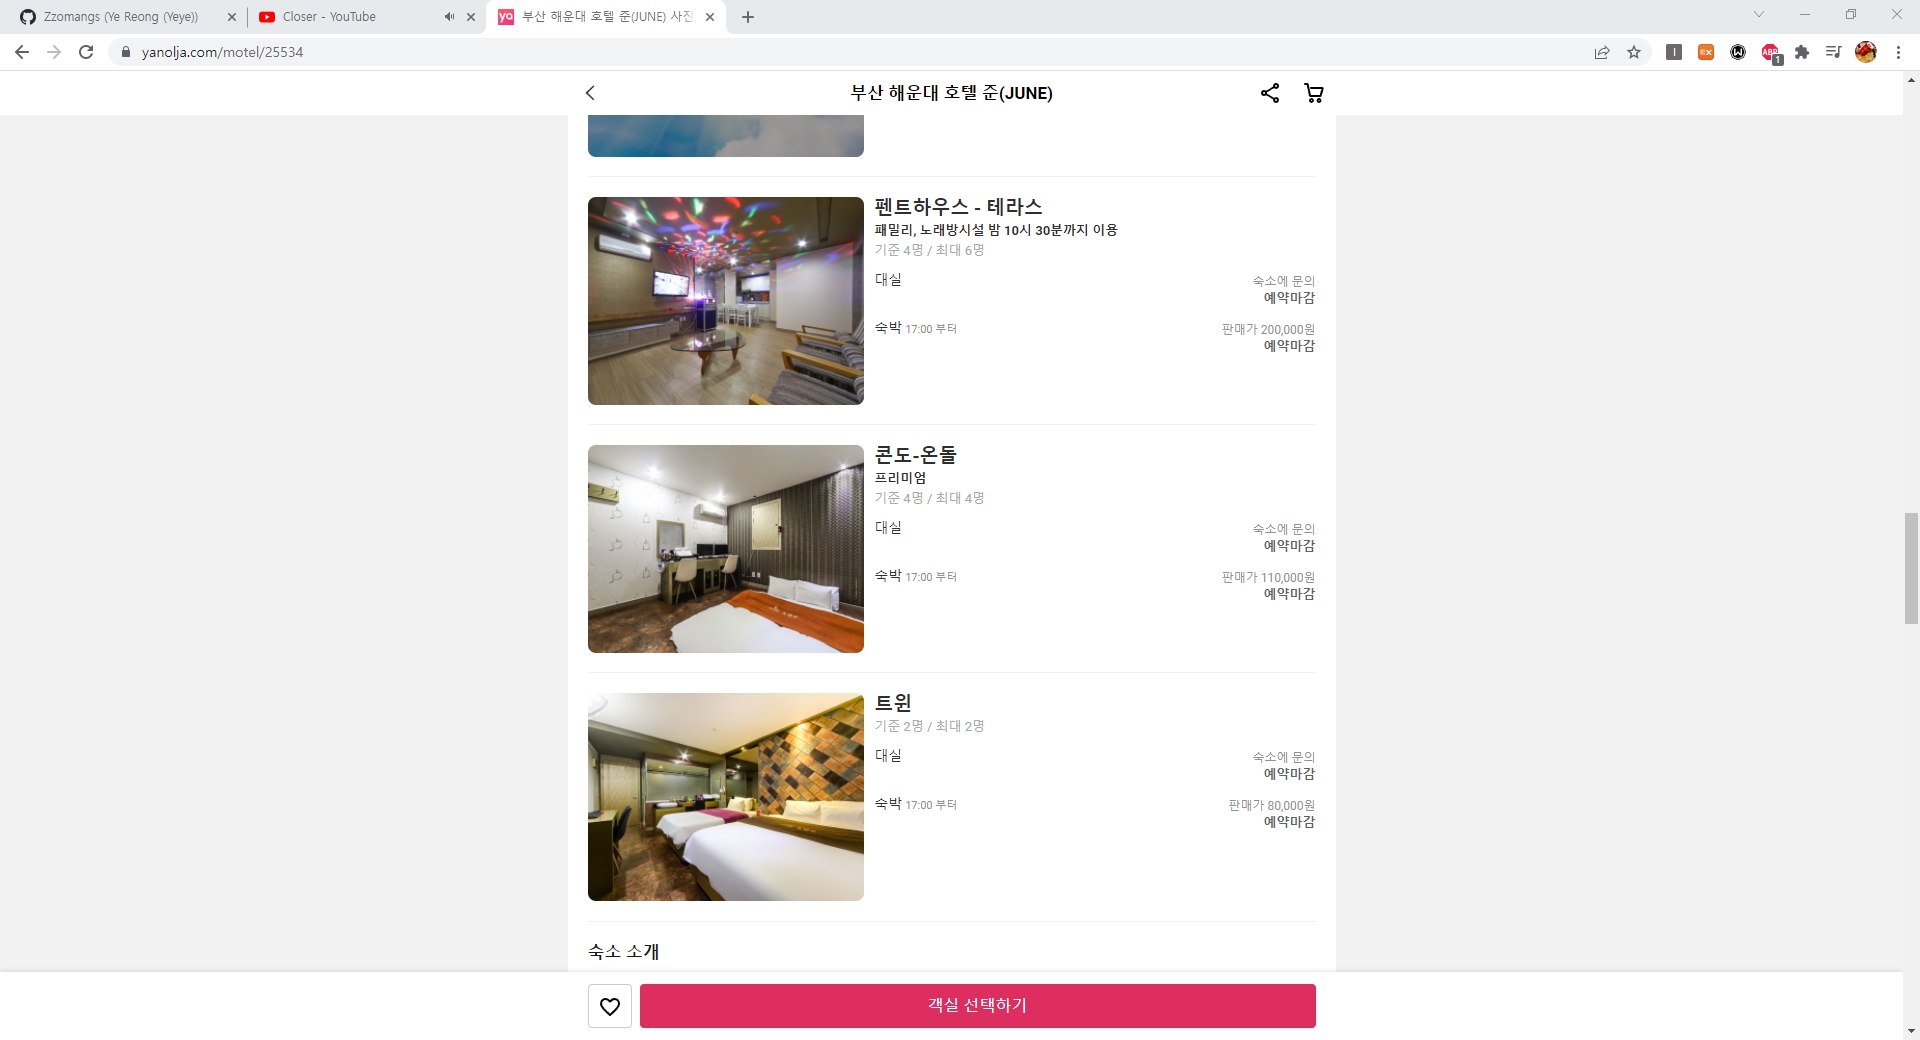 Zzomangs (Ye Reong (Yeye))
Closer - YouTube
ya
부산 해운대 호텔 준(JUNE) 사진
yanolja.com/motel/25534
EX
W
ABP
1
부산 해운대 호텔 준(JUNE)
펜트하우스 - 테라스
패밀리, 노래방시설 밤 10시 30분까지 이용
기준 4명 / 최대 6명
대실
숙소에 문의
예약마감
숙박 17:00 부터
판매가 200,000원
예약마감
콘도-온돌
프리미엄
기준 4명 / 최대 4명
대실
숙소에 문의
예약마감
숙박 17:00 부터
판매가 110,000원
예약마감
트윈
기준 2명 / 최대 2명
대실
숙소에 문의
예약마감
숙박 17:00 부터
판매가 80,000원
예약마감
숙소 소개
객실 선택하기